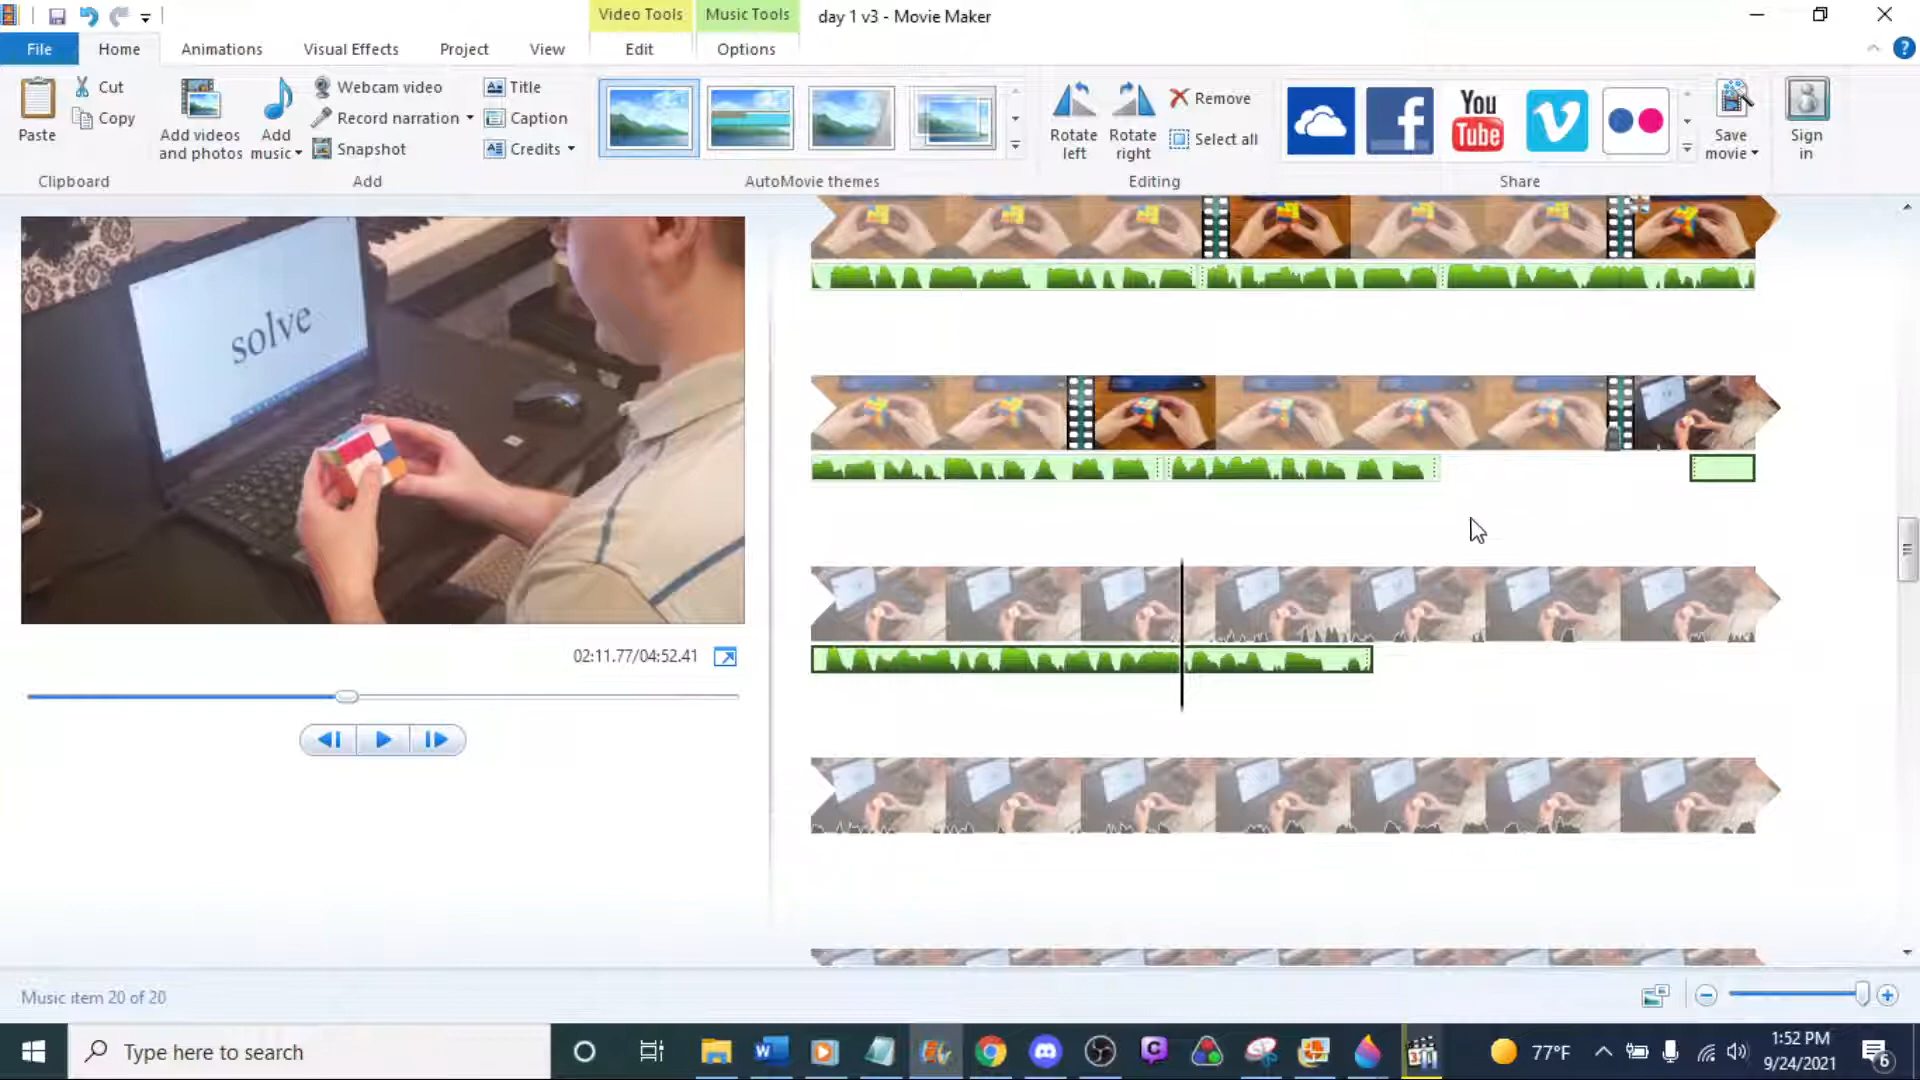 Video Tools
Music Tools
day 1 v3 - Movie Maker
File
Home
Animations
Visual Effects
Project
View
Edit
Options
Paste
Cut
Copy
Clipboard
Add videos
and photos
Add
music
Webcam video
Record narration
Snapshot
Title
Caption
Credits
Add
AutoMovie themes
Rotate
left
Rotate
right
Remove
Select all
Editing
You
Tube
Share
Save
movie
Sign
in
solve
02:11.77/04:52.41
Music item 20 of 20
Type here to search
77°F
1:52 PM
9/24/2021
6